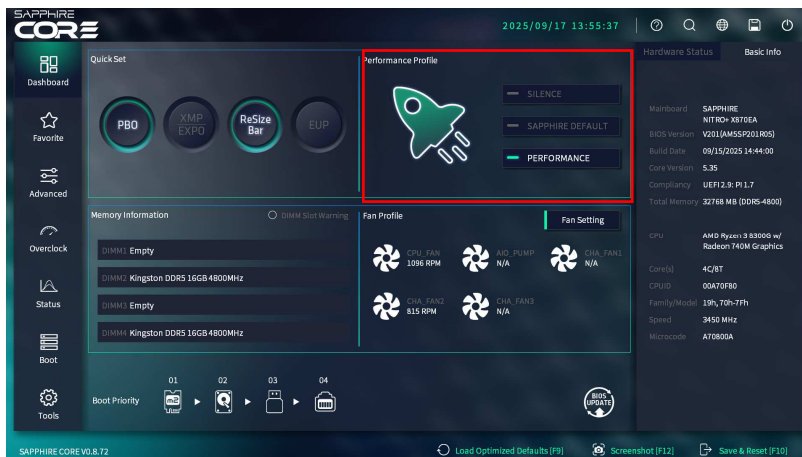 SAPPHIRE
CORE
2025/09/17 13:55:37
Dashboard
Favorite
Advanced
Overclock
Status
Boot
Tools
Quick Set
PBO
XMP
EXPO
ReSize
Bar
EUP
Performance Profile
SILENCE
SAPPHIRE DEFAULT
PERFORMANCE
Memory Information
DIMM Slot Warning
DIMM1 Empty
DIMM2 Kingston DDR5 16GB 4800MHz
DIMM3 Empty
DIMM4 Kingston DDR5 16GB 4800MHz
Fan Profile
Fan Setting
CPU_FAN
1096 RPM
AIO_PUMP
N/A
CHA_FAN1
N/A
CHA_FAN2
815 RPM
CHA_FAN3
N/A
Boot Priority
01
02
03
04
BIOS
UPDATE
Hardware Status
Basic Info
Mainboard SAPPHIRE
NITRO+ X870EA
BIOS Version V201(AMSSP201R05)
Build Date 09/15/2025 14:44:00
Core Version 5.35
Compliancy UEFI 2.9; PI 1.7
Total Memory 32768 MB (DDR5-4800)
CPU AMD Ryzen 3 8300G w/
Radeon 740M Graphics
Core(s) 4C/8T
CPUID 00A70F80
Family/Model 19h, 70h-7Fh
Speed 3450 MHz
Microcode A70800A
SAPPHIRE CORE V0.8.72
Load Optimized Defaults [F9]
Screenshot [F12]
Save & Reset [F10]